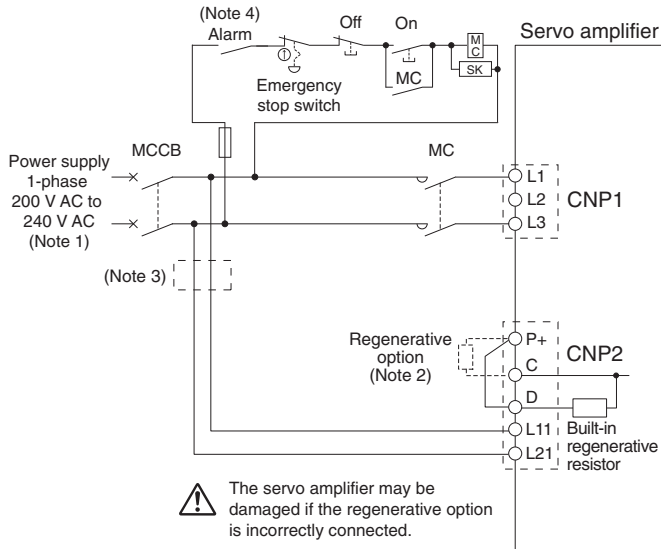 (Note 4)
Alarm
Off
On
MC
SK
MC
①
Emergency
stop switch
Servo amplifier
Power supply
1-phase
200 V AC to
240 V AC
(Note 1)
MCCB
MC
L1
L2
L3
CNP1
(Note 3)
Regenerative
option
(Note 2)
P+
C
D
L11
L21
CNP2
Built-in
regenerative
resistor
The servo amplifier may be
damaged if the regenerative option
is incorrectly connected.